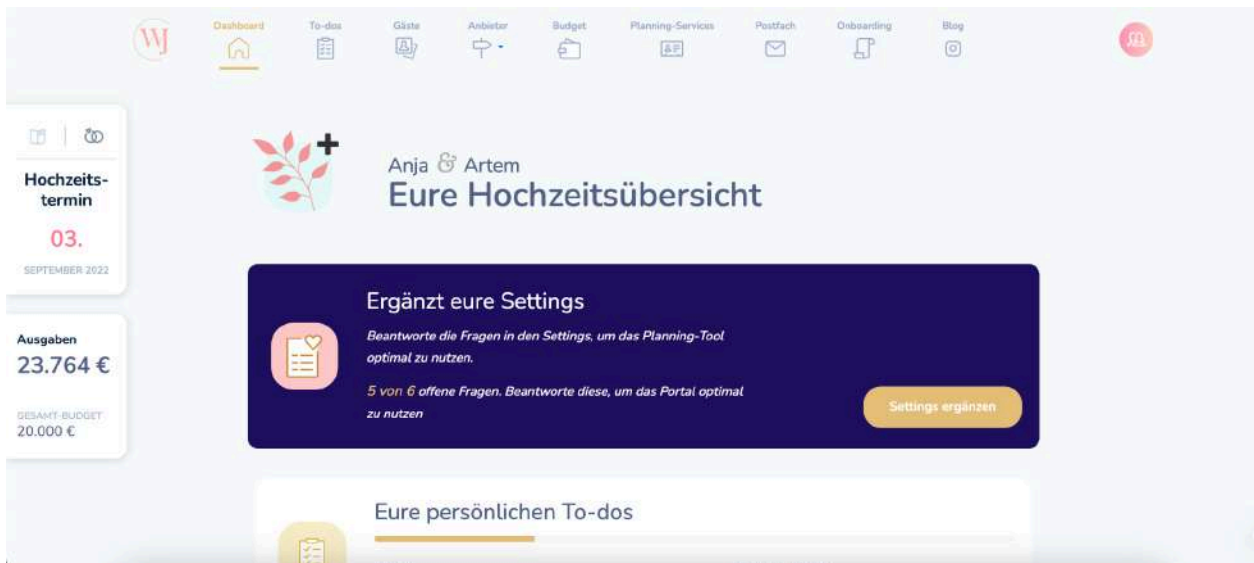 WJ
Dashboard To-dos Gäste Anbieter Budget Planning-Services Postfach Onboarding Blog
Hochzeits-
termin
03.
SEPTEMBER 2022
Ausgaben
23.764 €
GESAMT-BUDGET
20.000 €
Anja & Artem
Eure Hochzeitsübersicht
Ergänzt eure Settings
Beantworte die Fragen in den Settings, um das Planning-Tool
optimal zu nutzen.
5 von 6 offene Fragen. Beantworte diese, um das Portal optimal
zu nutzen
Settings ergänzen
Eure persönlichen To-dos